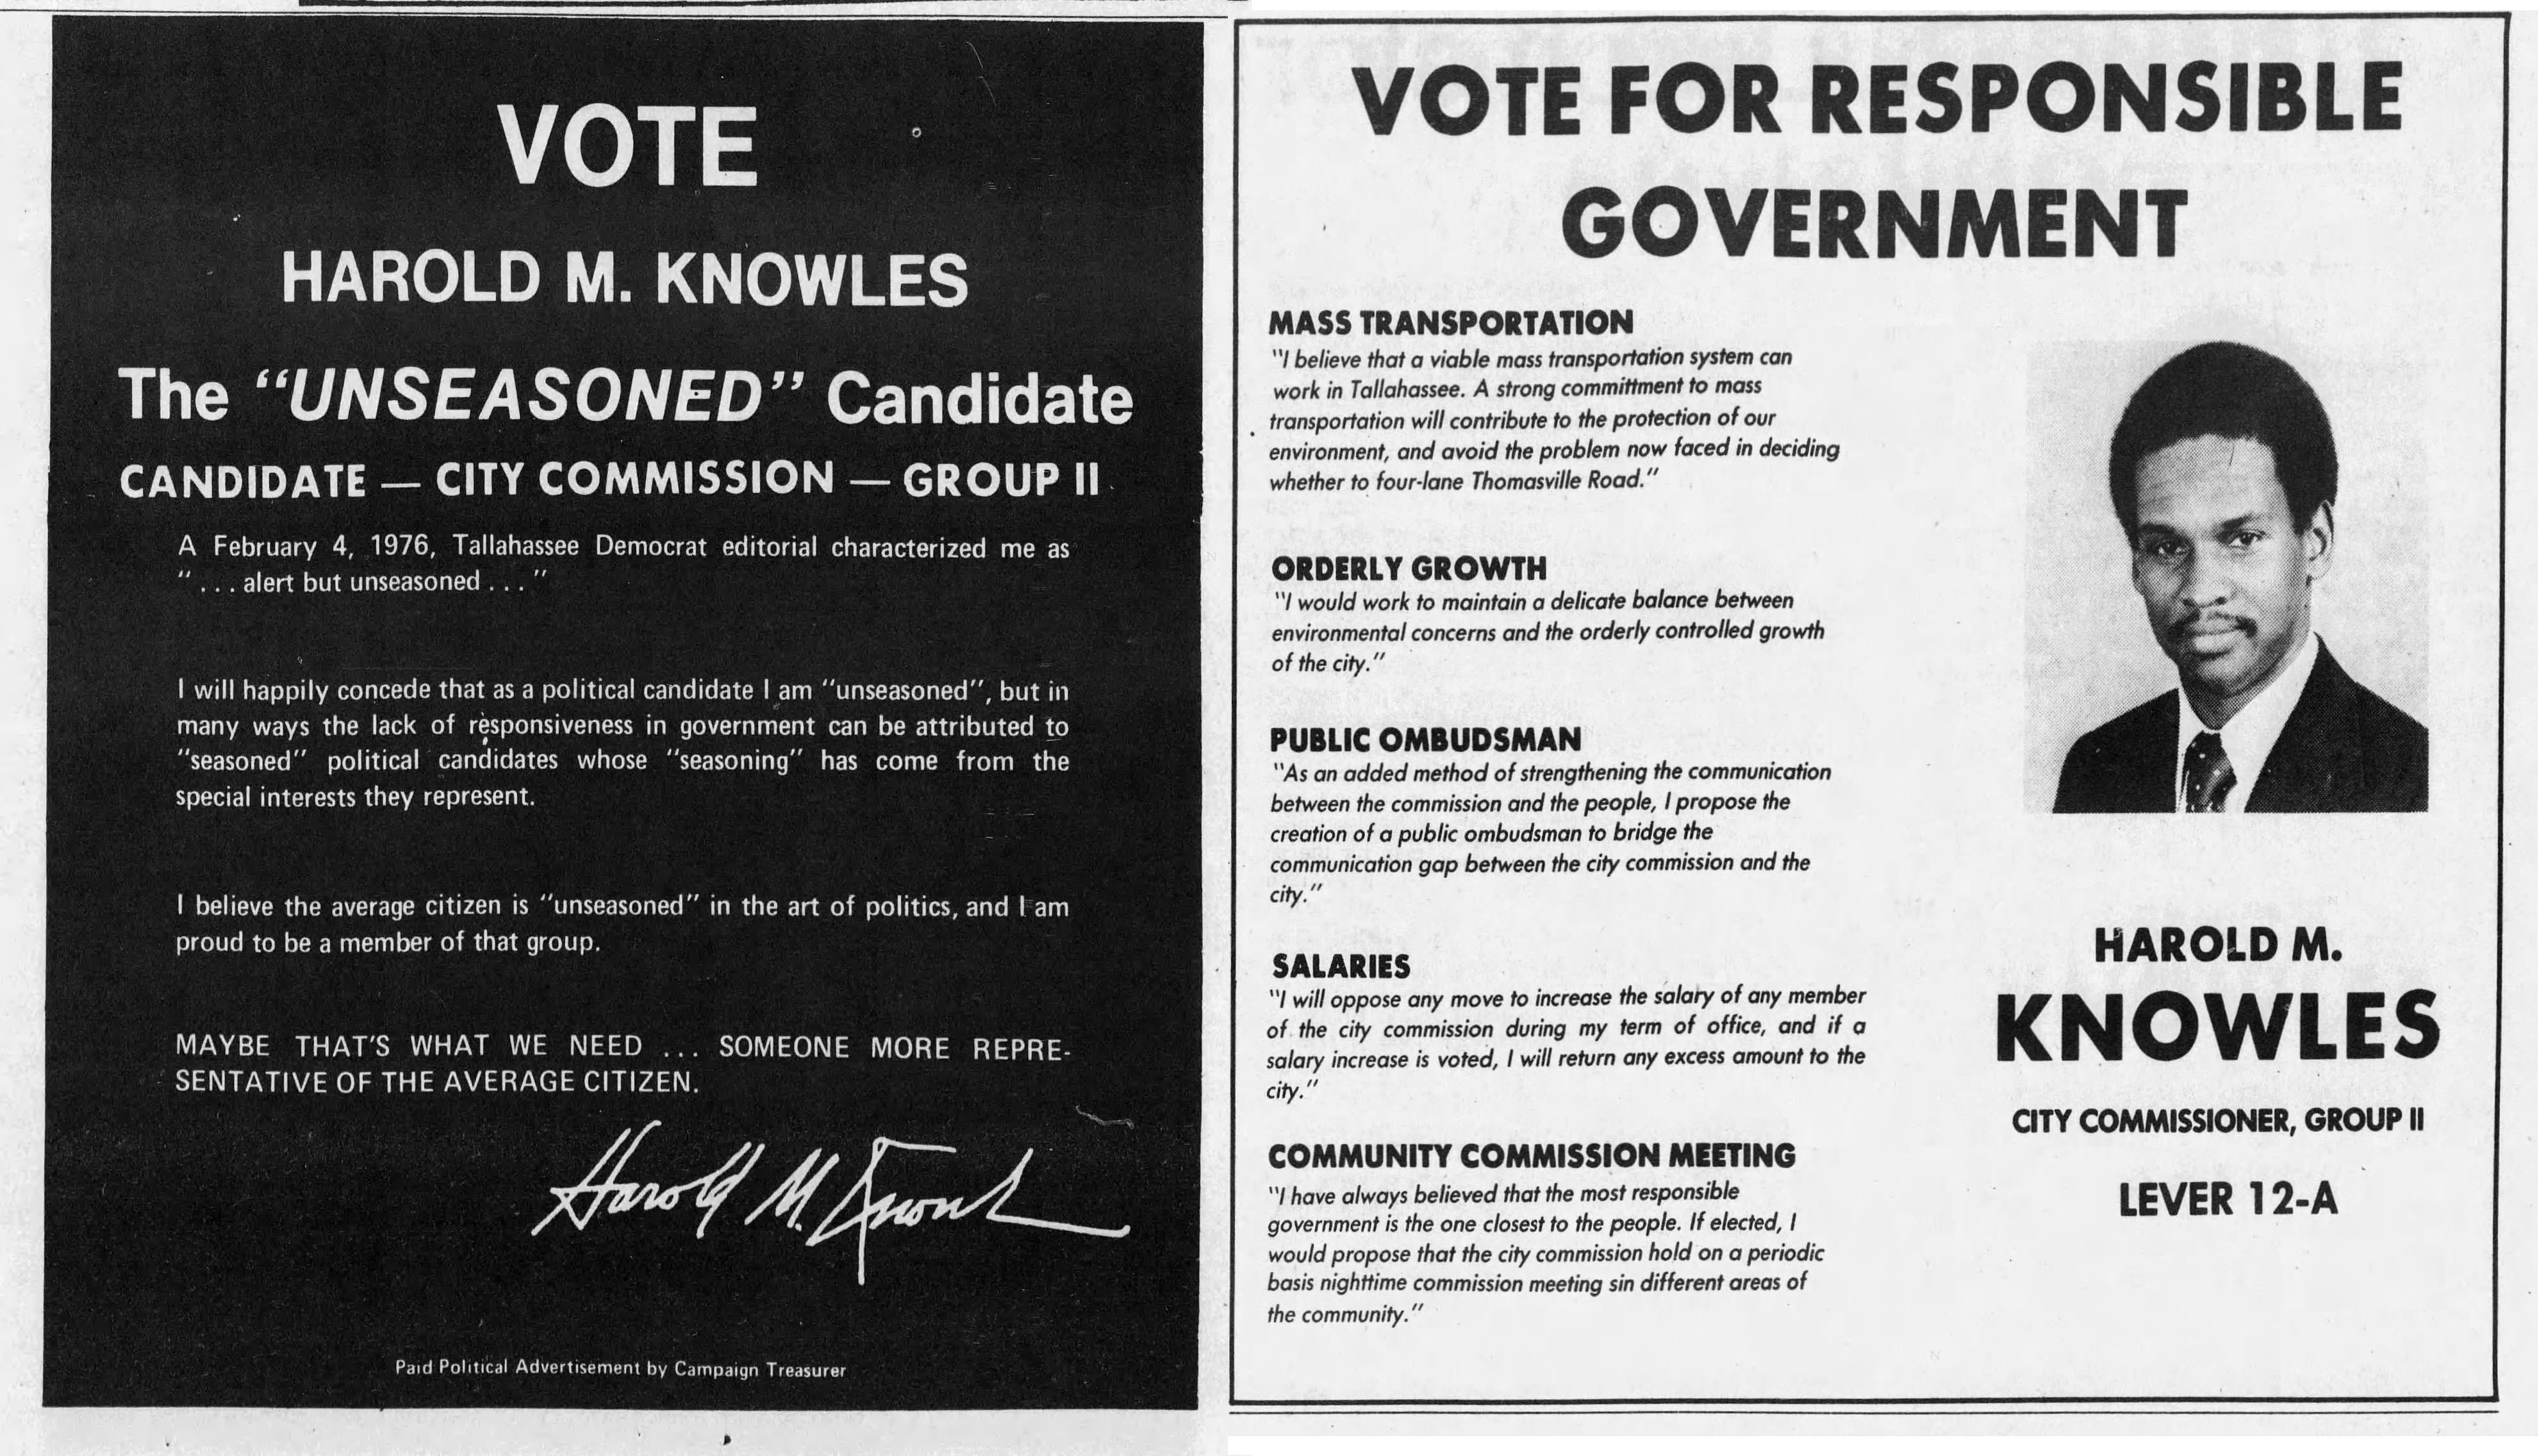 VOTE
HAROLD M. KNOWLES
The "UNSEASONED" Candidate
CANDIDATE — CITY COMMISSION — GROUP II
A February 4, 1976, Tallahassee Democrat editorial characterized me as
" . . . alert but unseasoned . . . "
I will happily concede that as a political candidate I am "unseasoned", but in
many ways the lack of responsiveness in government can be attributed to
"seasoned" political candidates whose "seasoning" has come from the
special interests they represent.
I believe the average citizen is "unseasoned" in the art of politics, and I am
proud to be a member of that group.
MAYBE THAT'S WHAT WE NEED ... SOMEONE MORE REPRE-
SENTATIVE OF THE AVERAGE CITIZEN.
Harold M. Knowles
Paid Political Advertisement by Campaign Treasurer
VOTE FOR RESPONSIBLE
GOVERNMENT
MASS TRANSPORTATION
"I believe that a viable mass transportation system can
work in Tallahassee. A strong committment to mass
transportation will contribute to the protection of our
environment, and avoid the problem now faced in deciding
whether to four-lane Thomasville Road."
ORDERLY GROWTH
"I would work to maintain a delicate balance between
environmental concerns and the orderly controlled growth
of the city."
PUBLIC OMBUDSMAN
"As an added method of strengthening the communication
between the commission and the people, I propose the
creation of a public ombudsman to bridge the
communication gap between the city commission and the
city."
SALARIES
"I will oppose any move to increase the salary of any member
of the city commission during my term of office, and if a
salary increase is voted, I will return any excess amount to the
city."
COMMUNITY COMMISSION MEETING
"I have always believed that the most responsible
government is the one closest to the people. If elected, I
would propose that the city commission hold on a periodic
basis nighttime commission meeting sin different areas of
the community."
HAROLD M.
KNOWLES
CITY COMMISSIONER, GROUP II
LEVER 12-A